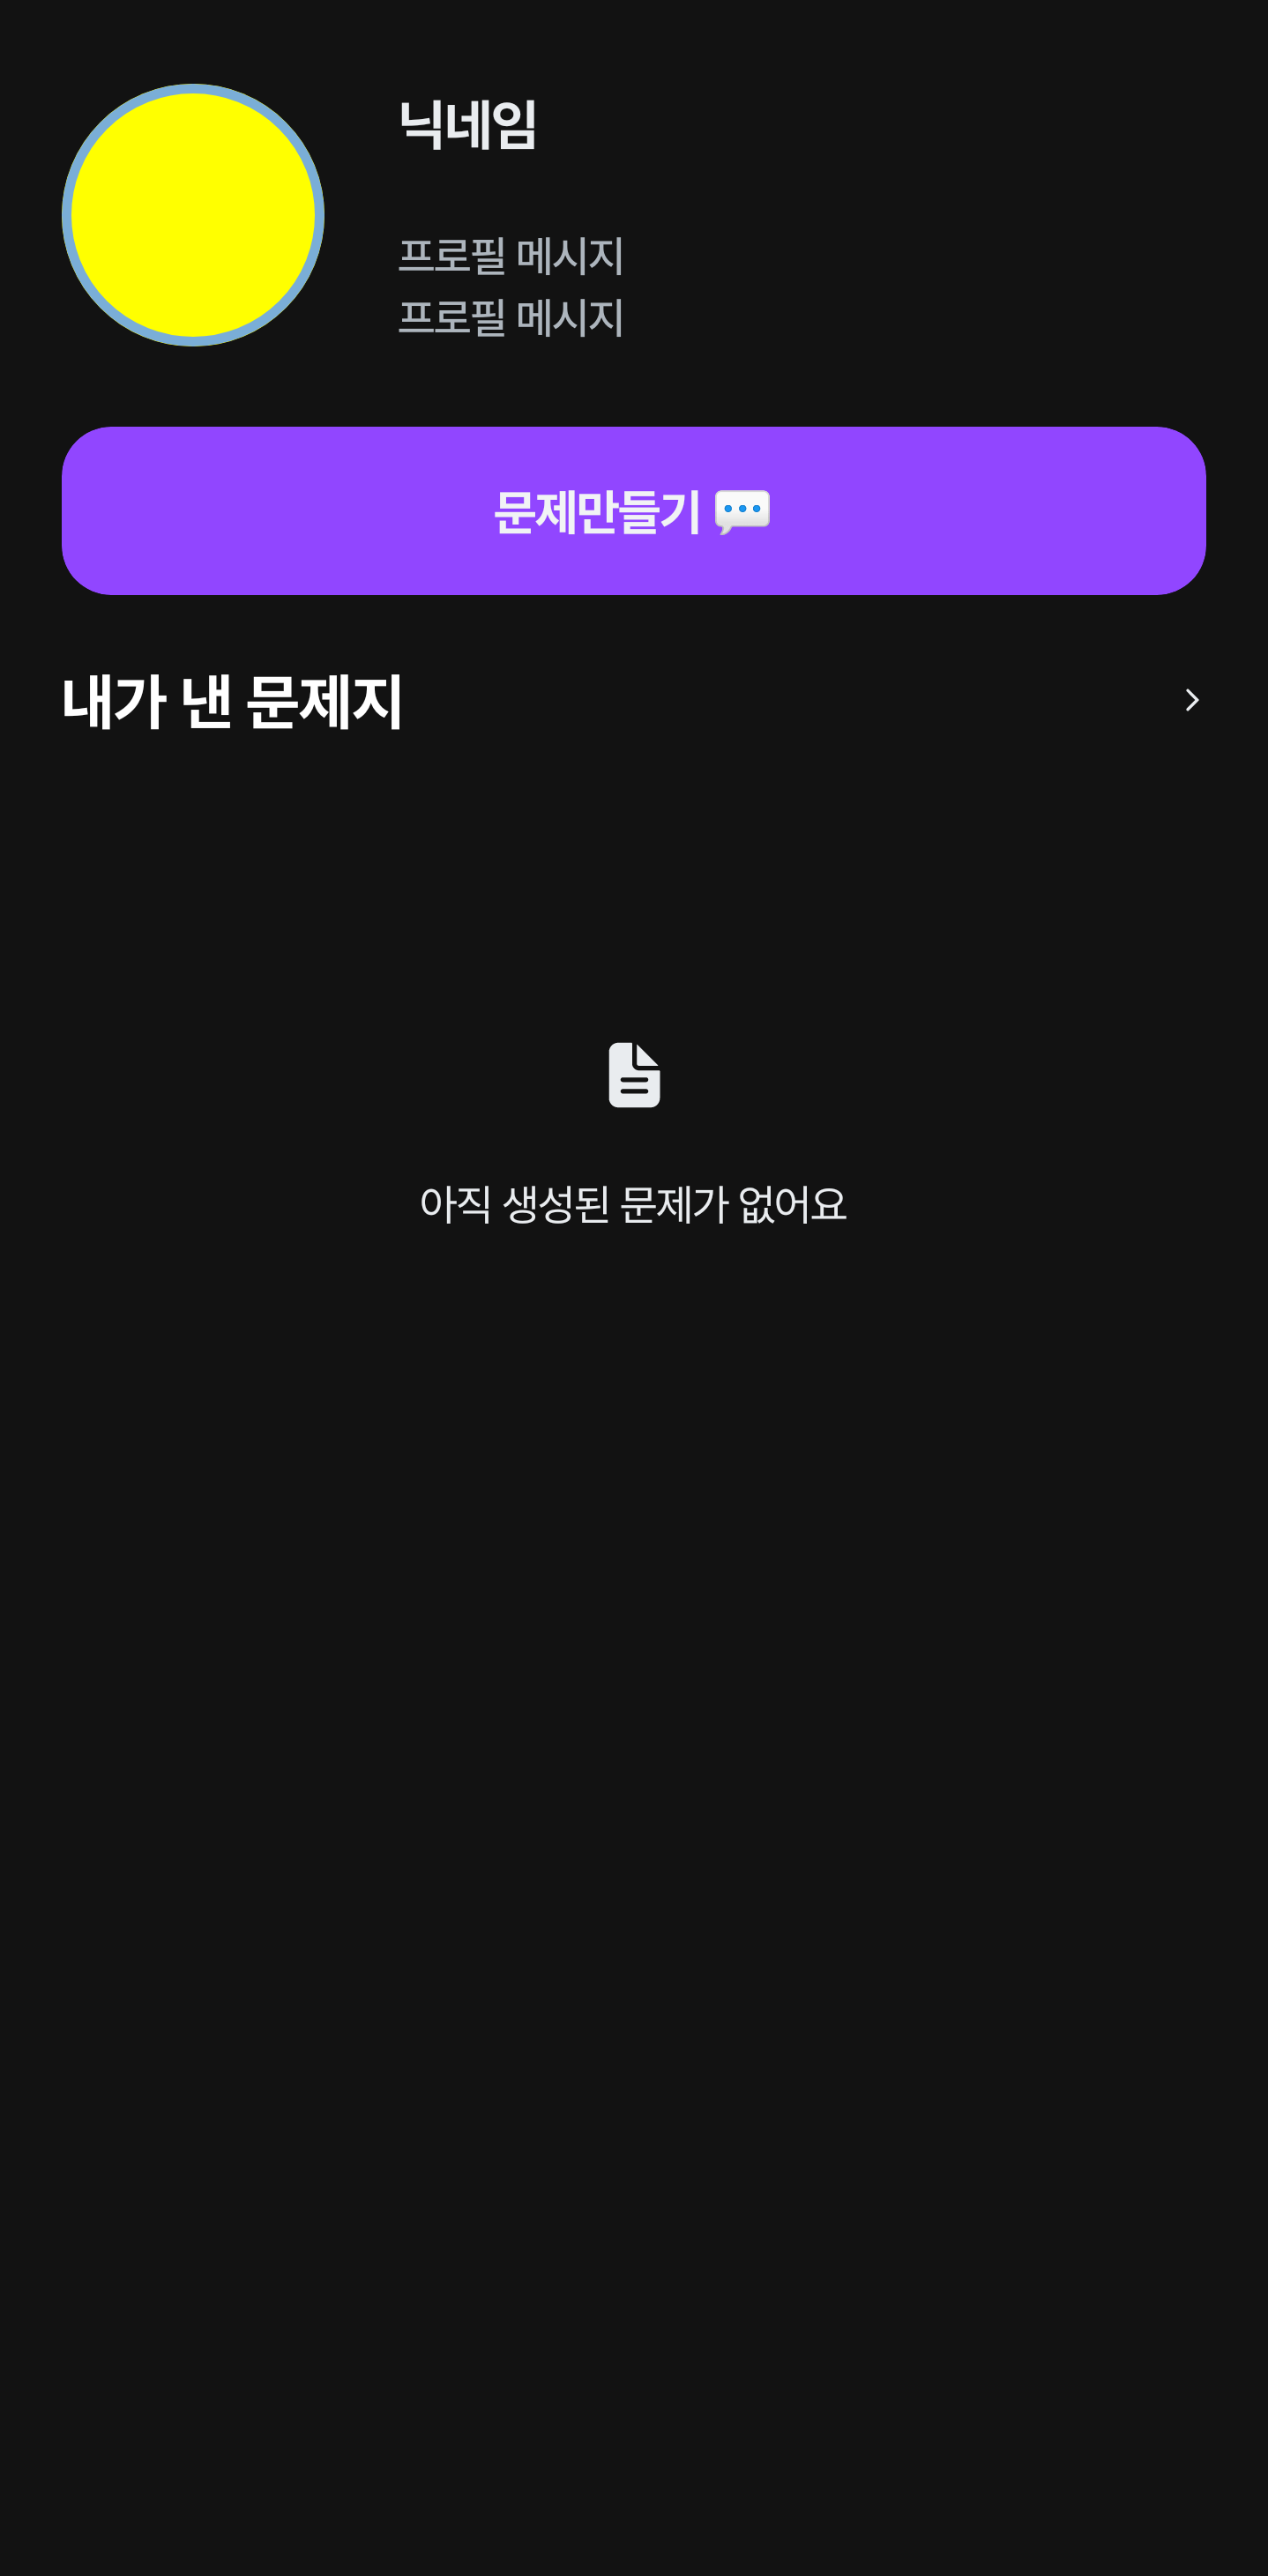 닉네임
프로필 메시지
프로필 메시지
문제만들기 💬
내가 낸 문제지
아직 생성된 문제가 없어요